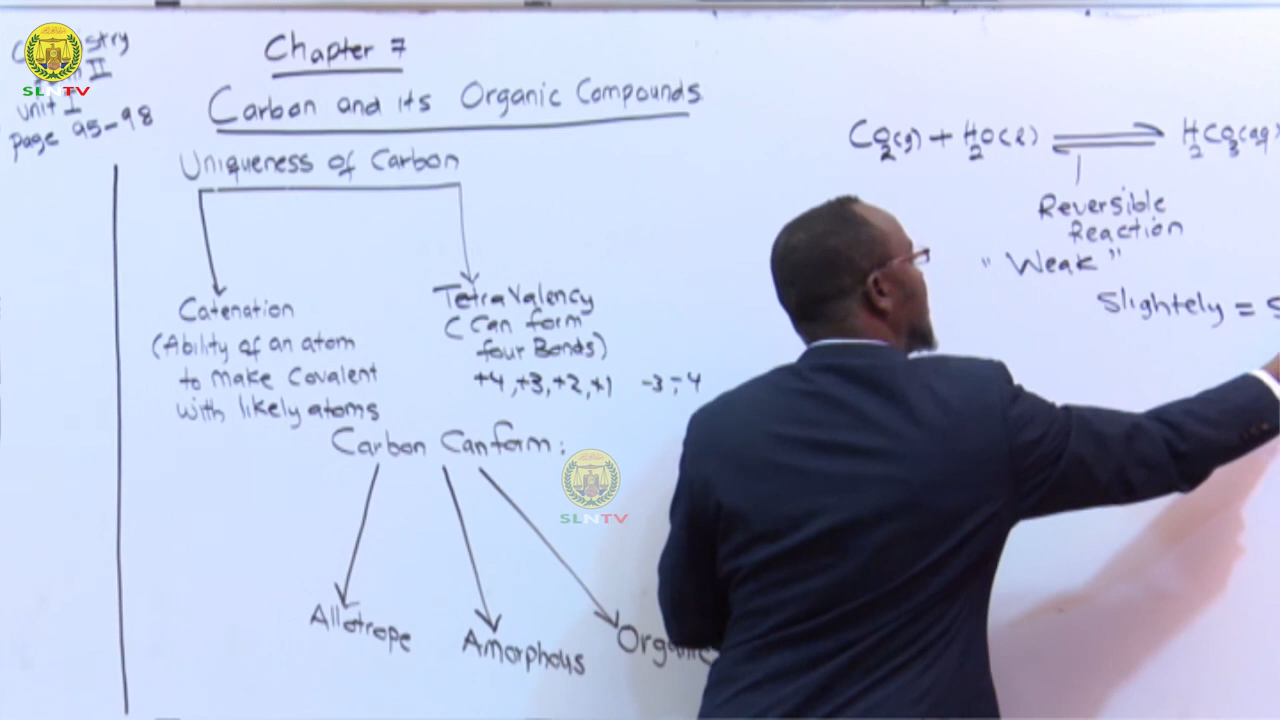 II
unit I
page 95-98
Chapter 7
Carbon and its Organic Compounds
Uniqueness of Carbon
Catenation
(Ability of an atom
to make Covalent
with likely atoms
Tetra Valency
( Can form
four Bonds)
+4, +3, +2, +1 -3, -4
Carbon Can form:
Allotrope
Amorphous
CO₂(g) + H₂O(l) ⇌ H₂CO₃(aq
Reversible
Reaction
"Weak"
Slightely =
SLNTV
SLNTV